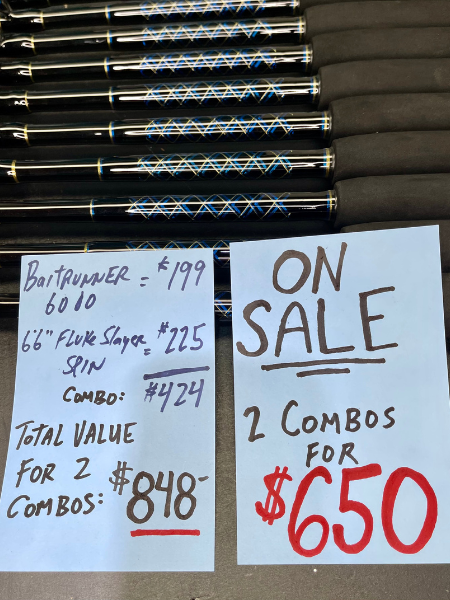 BaitRunner = $199
6010
6'6" Fluke Slayer = $225
SPIN
COMBO: $424
TOTAL VALUE
FOR 2
COMBOS: $848-
ON
SALE
2 COMBOS
FOR
$650